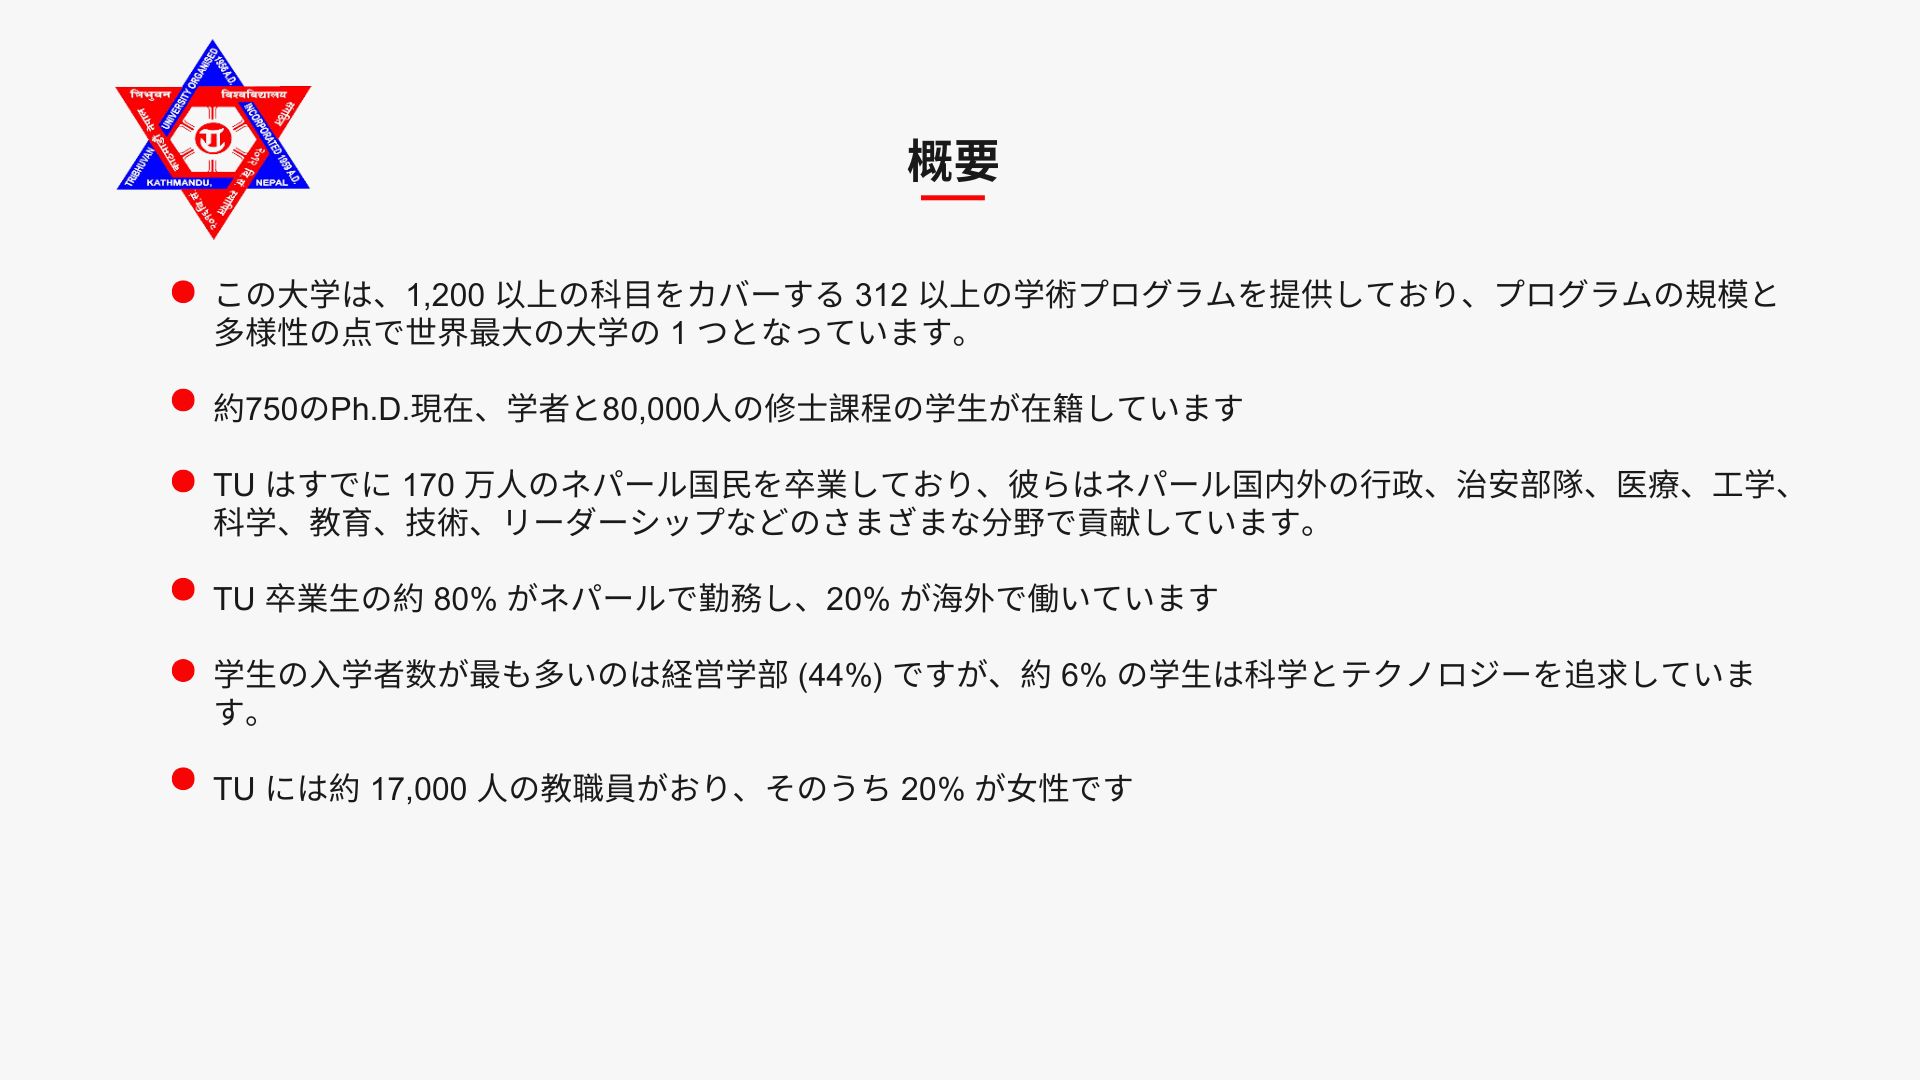 त्रिभुवन
विश्वविद्यालय
TRIBHUVAN UNIVERSITY ORGANISED 1956 A.D.
INCORPORATED 1959 A.D.
KATHMANDU, NEPAL
概要
この大学は、1,200 以上の科目をカバーする 312 以上の学術プログラムを提供しており、プログラムの規模と
多様性の点で世界最大の大学の 1 つとなっています。
約750のPh.D.現在、学者と80,000人の修士課程の学生が在籍しています
TU はすでに 170 万人のネパール国民を卒業しており、彼らはネパール国内外の行政、治安部隊、医療、工学、
科学、教育、技術、リーダーシップなどのさまざまな分野で貢献しています。
TU 卒業生の約 80% がネパールで勤務し、20% が海外で働いています
学生の入学者数が最も多いのは経営学部 (44%) ですが、約 6% の学生は科学とテクノロジーを追求していま
す。
TU には約 17,000 人の教職員がおり、そのうち 20% が女性です